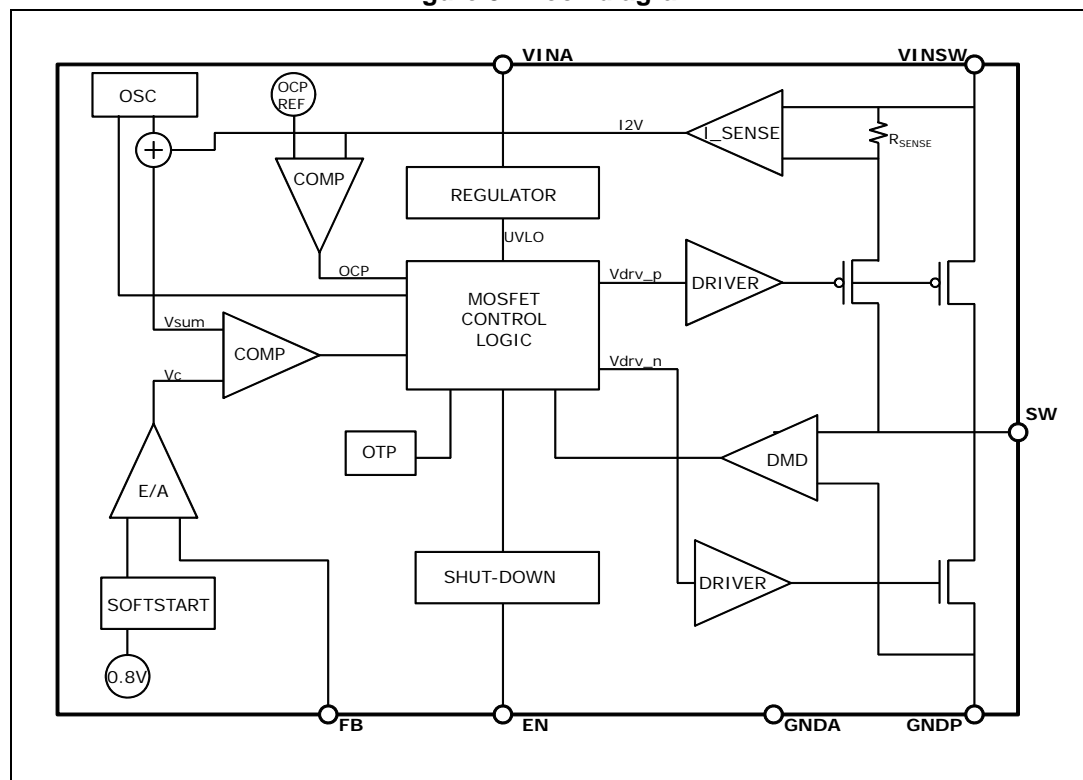 VINA
VINSW
OSC
OCP
REF
I2V
I_SENSE
RSENSE
+
COMP
REGULATOR
UVLO
OCP
Vdrv_p
DRIVER
MOSFET
CONTROL
LOGIC
Vsum
COMP
Vc
Vdrv_n
SW
OTP
DMD
E/A
SHUT-DOWN
DRIVER
SOFTSTART
0.8V
FB
EN
GNDA
GNDP